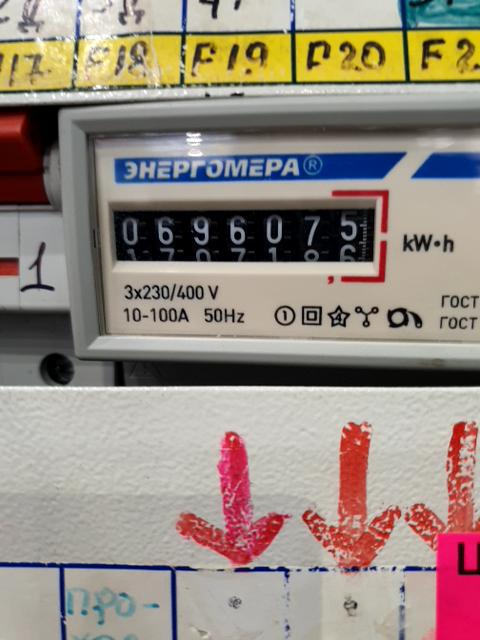 F17 F18 F19 F20
ЭНЕРГОМЕРА®
0696075
kW•h
3x230/400 V
10-100A 50Hz
ГОСТ
ГОСТ
1
ПРО-